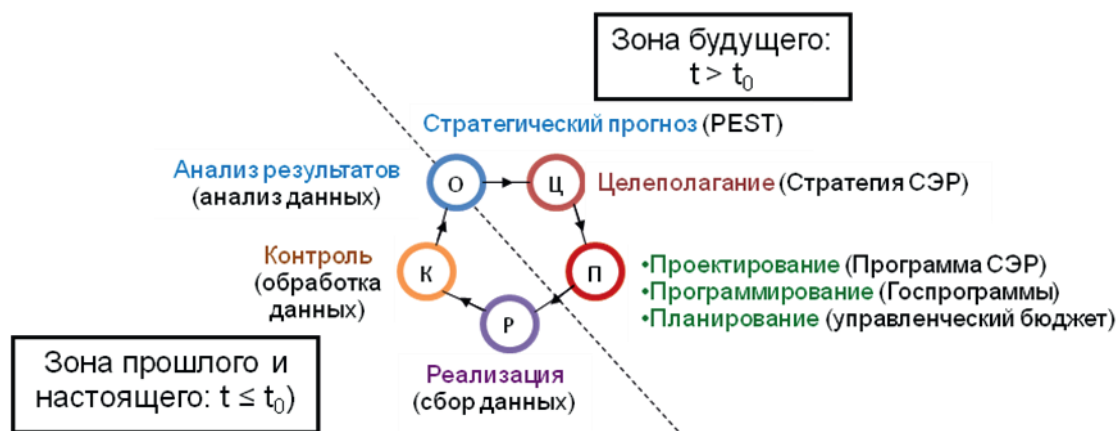 Зона будущего:
t > t₀
Стратегический прогноз (PEST)
Анализ результатов
(анализ данных)
О
Ц
Целеполагание (Стратегия СЭР)
Контроль
(обработка
данных)
К
П
•Проектирование (Программа СЭР)
•Программирование (Госпрограммы)
•Планирование (управленческий бюджет)
Р
Реализация
(сбор данных)
Зона прошлого и
настоящего: t ≤ t₀)